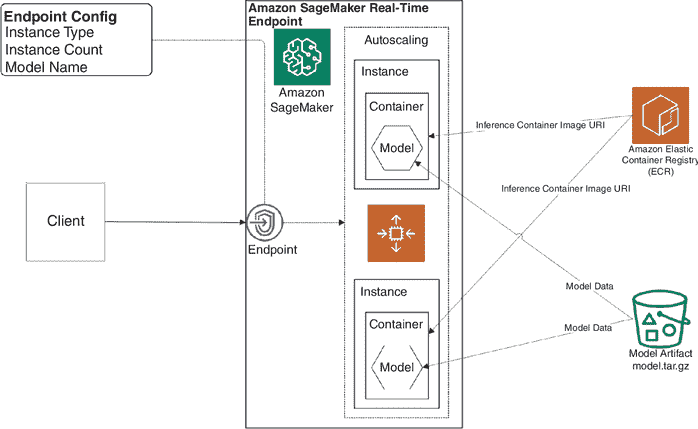 Endpoint Config
Instance Type
Instance Count
Model Name
Amazon SageMaker Real-Time
Endpoint
Amazon
SageMaker
Autoscaling
Instance
Container
Model
Inference Container Image URI
Amazon Elastic
Container Registry
(ECR)
Inference Container Image URI
Client
Endpoint
Instance
Container
Model
Model Data
Model Data
Model Artifact
model.tar.gz